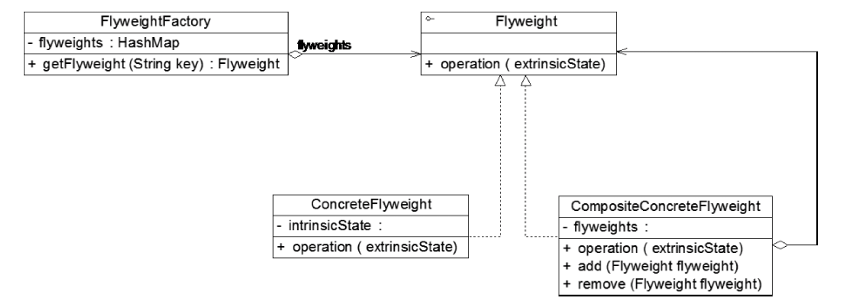 FlyweightFactory
- flyweights : HashMap
+ getFlyweight (String key) : Flyweight
flyweights
Flyweight
+ operation ( extrinsicState)
ConcreteFlyweight
- intrinsicState :
+ operation ( extrinsicState)
CompositeConcreteFlyweight
- flyweights :
+ operation ( extrinsicState)
+ add (Flyweight flyweight)
+ remove (Flyweight flyweight)